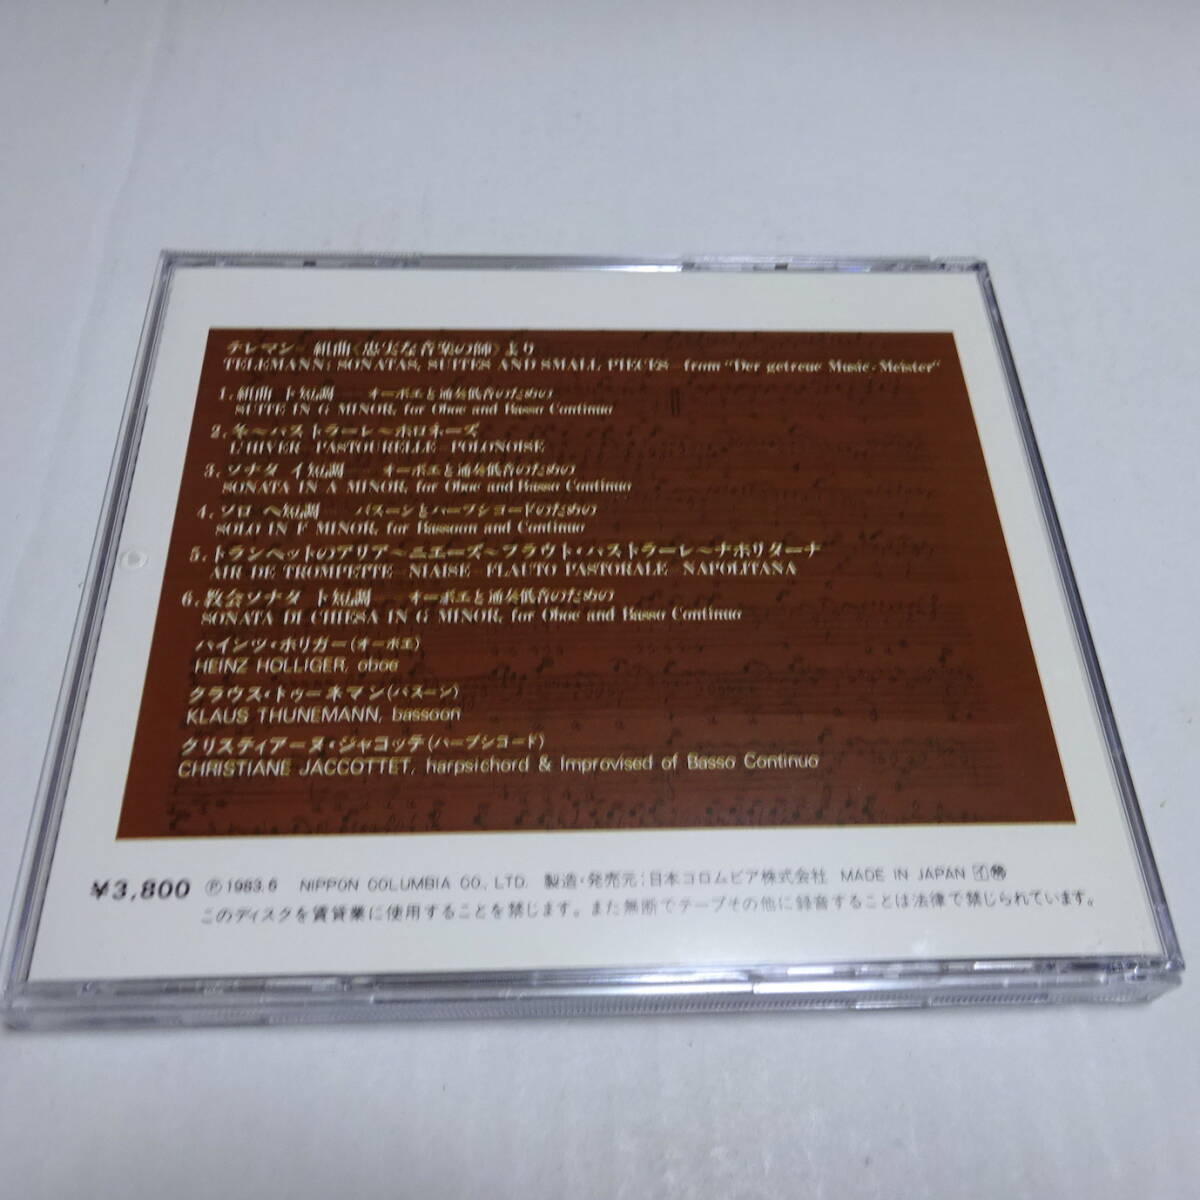 テレマン：組曲〈忠実な音楽の師〉より
TELEMANN: SONATAS, SUITES AND SMALL PIECES—from "Der getreue Music-Meister"
1. 組曲 ト短調 オーボエと通奏低音のための
SUITE IN G MINOR, for Oboe and Basso Continuo
2. 冬〜パストラーレ〜ポロネーズ
L'HIVER PASTOURELLE POLONOISE
3. ソナタ イ短調 オーボエと通奏低音のための
SONATA IN A MINOR, for Oboe and Basso Continuo
4. ソロ ヘ短調 バスーンとハープシコードのための
SOLO IN F MINOR, for Bassoon and Continuo
5. トランペットのアリア〜ニエーズ〜フラウト・パストラーレ〜ナポリターナ
AIR DE TROMPETTE NIAISE FLAUTO PASTORALE NAPOLITANA
6. 教会ソナタ ト短調 オーボエと通奏低音のための
SONATA DI CHIESA IN G MINOR, for Oboe and Basso Continuo
ハインツ・ホリガー(オーボエ)
HEINZ HOLLIGER, oboe
クラウス・トゥーネマン(バスーン)
KLAUS THUNEMANN, bassoon
クリスティアーヌ・ジャコッテ(ハープシコード)
CHRISTIANE JACCOTTET, harpsichord & Improvised of Basso Continuo
¥3,800 Ⓟ1983.6 NIPPON COLUMBIA CO., LTD. 製造・発売元；日本コロムビア株式会社 MADE IN JAPAN
このディスクを賃貸業に使用することを禁じます。また無断でテープその他に録音することは法律で禁じられています。